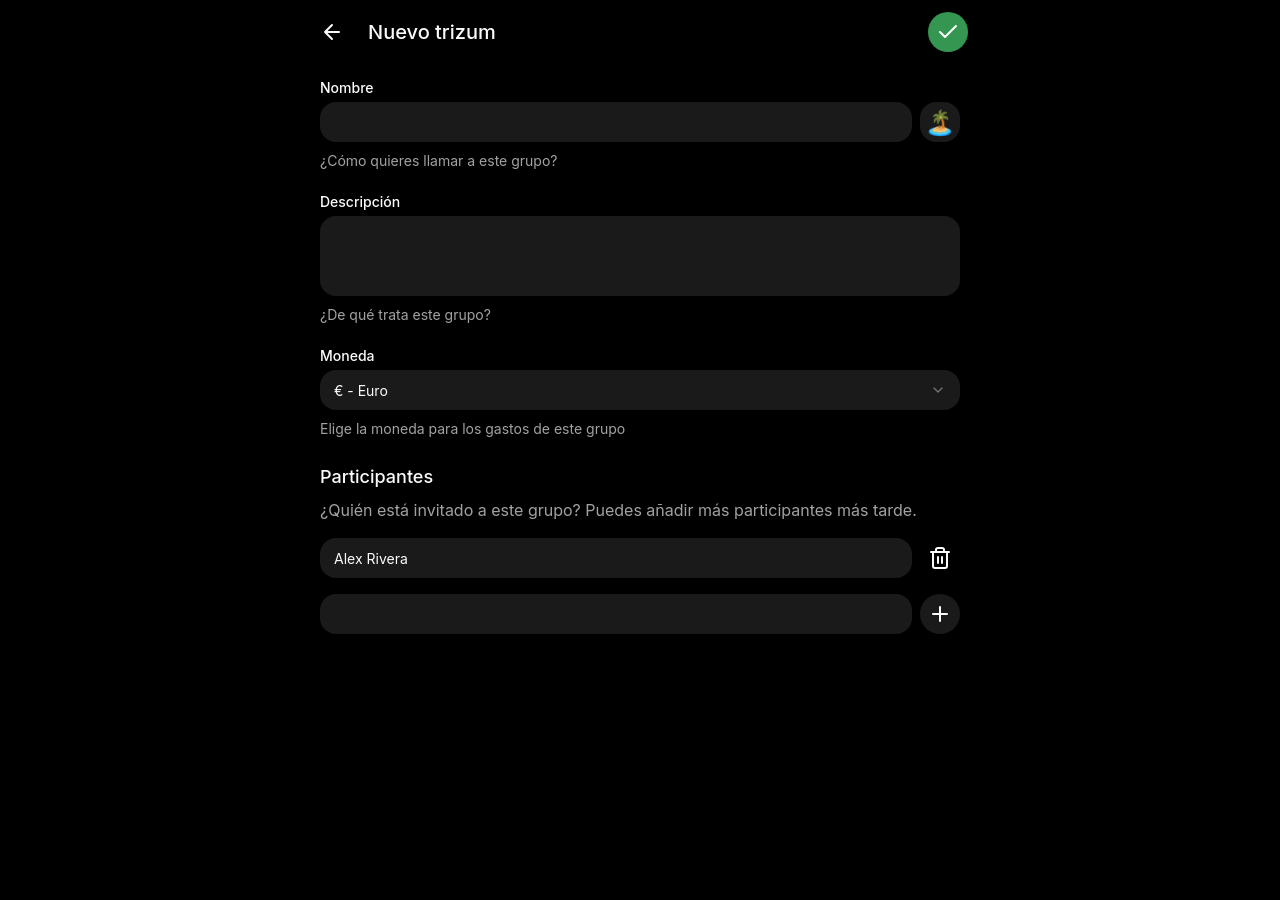 Nuevo trizum
Nombre
¿Cómo quieres llamar a este grupo?
Descripción
¿De qué trata este grupo?
Moneda
€ - Euro
Elige la moneda para los gastos de este grupo
Participantes
¿Quién está invitado a este grupo? Puedes añadir más participantes más tarde.
Alex Rivera